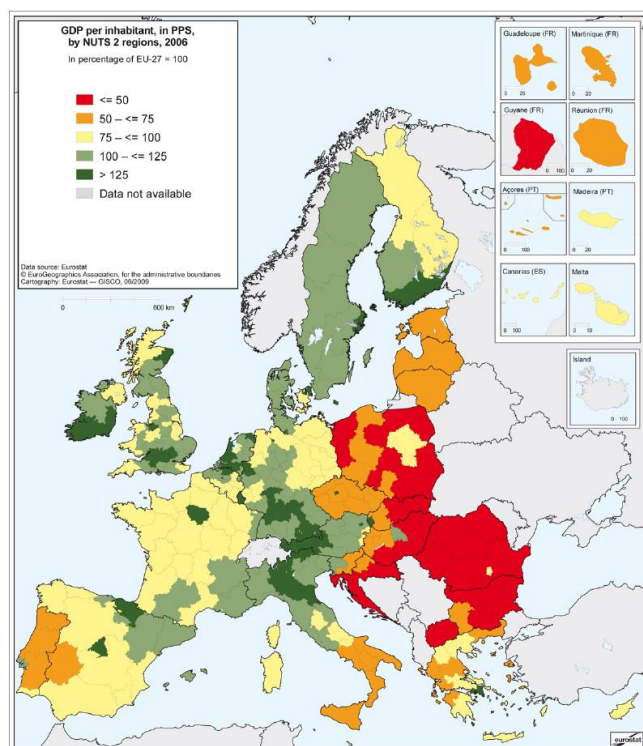 GDP per inhabitant, in PPS,
by NUTS 2 regions, 2006
In percentage of EU-27 = 100
<= 50
50 – <= 75
75 – <= 100
100 – <= 125
> 125
Data not available
Data source: Eurostat
© EuroGeographics Association, for the administrative boundaries
Cartography: Eurostat — GISCO, 06/2009
0 600 km
Guadeloupe (FR)
0 20
Martinique (FR)
0 20
Guyane (FR)
0 100
Réunion (FR)
0 20
Açores (PT)
0 100
Madeira (PT)
0 20
Canarias (ES)
0 100
Malta
0 10
Ísland
0 100
eurostat